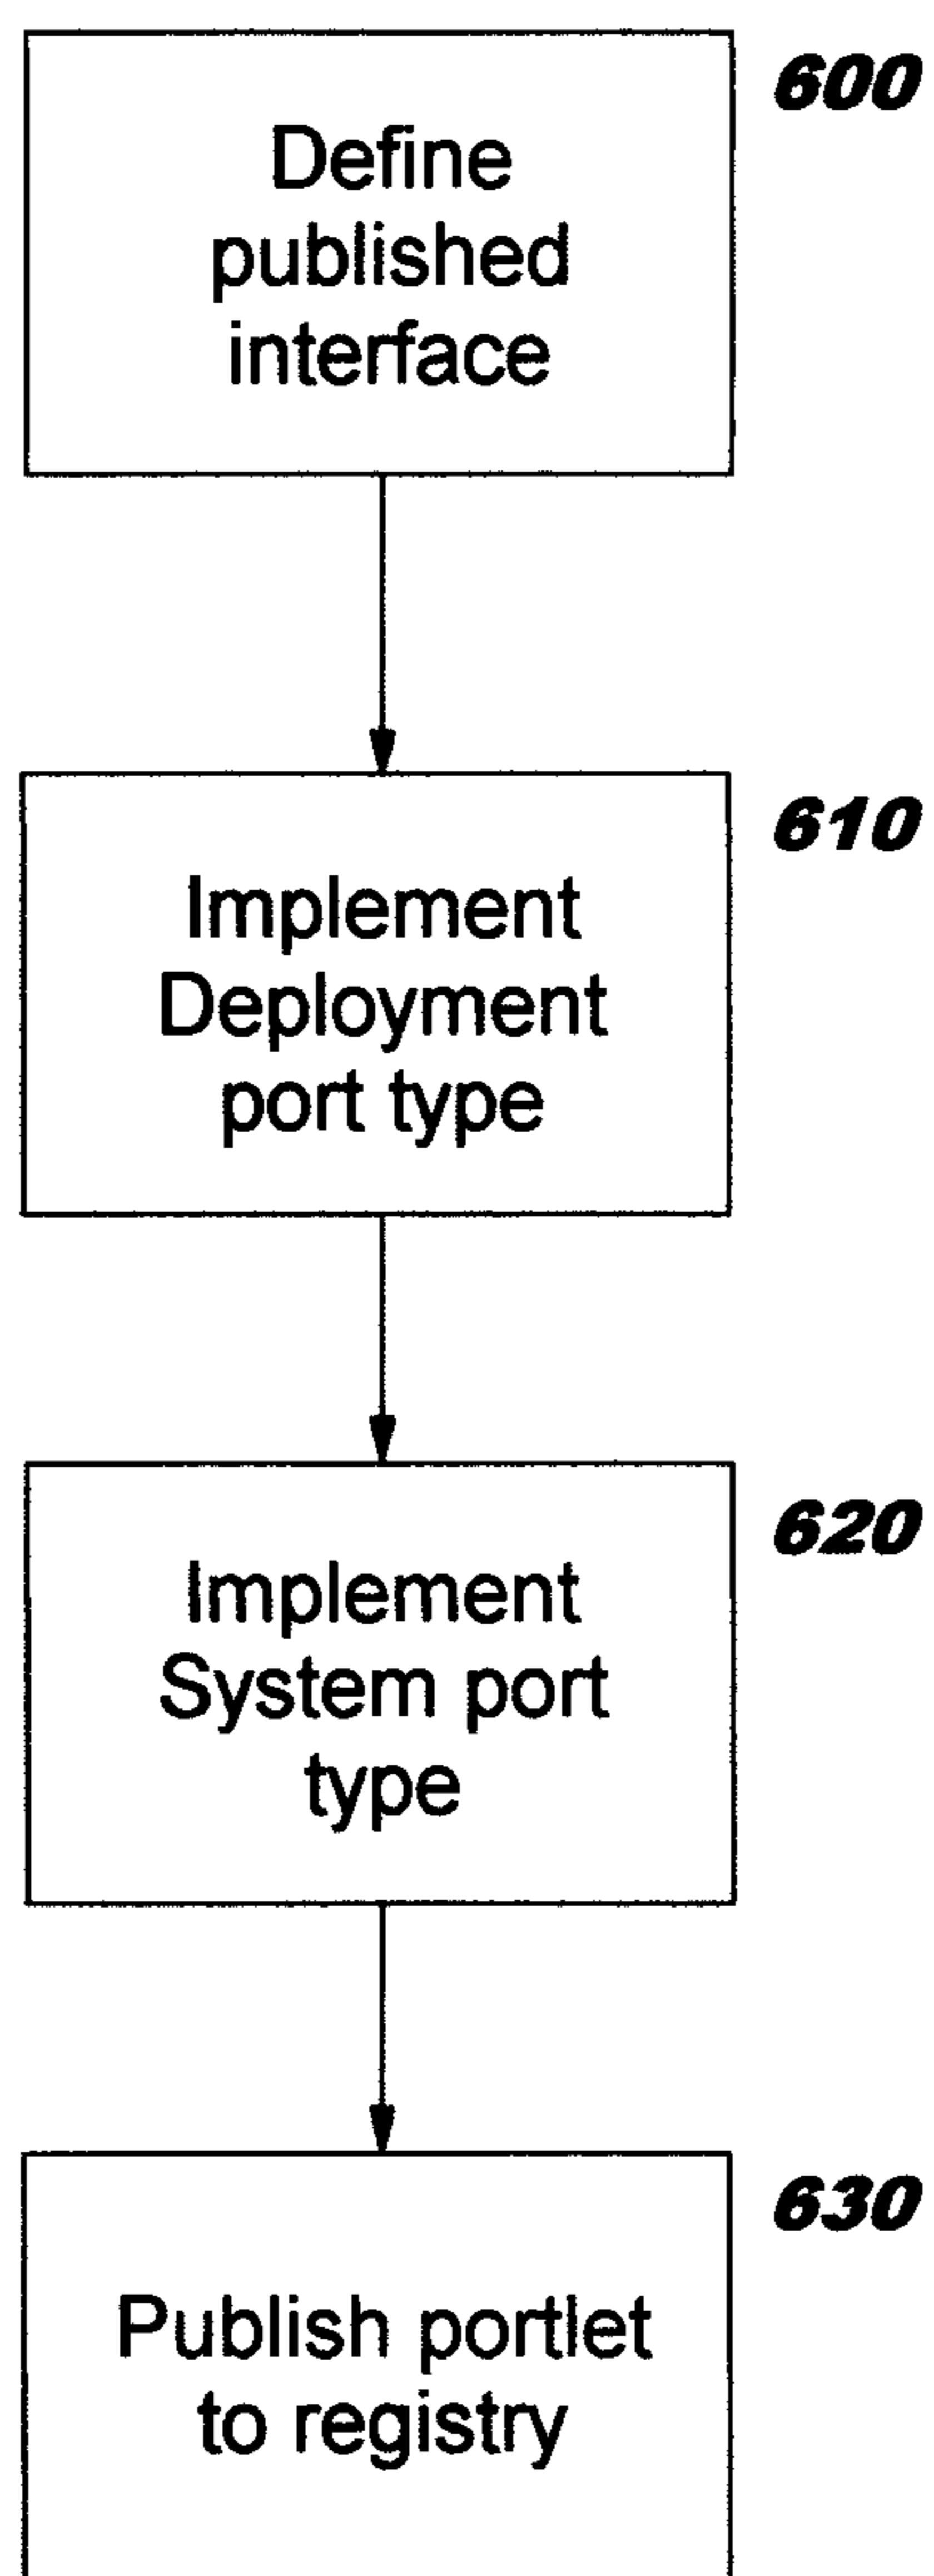 600
Define
published
interface
610
Implement
Deployment
port type
620
Implement
System port
type
630
Publish portlet
to registry